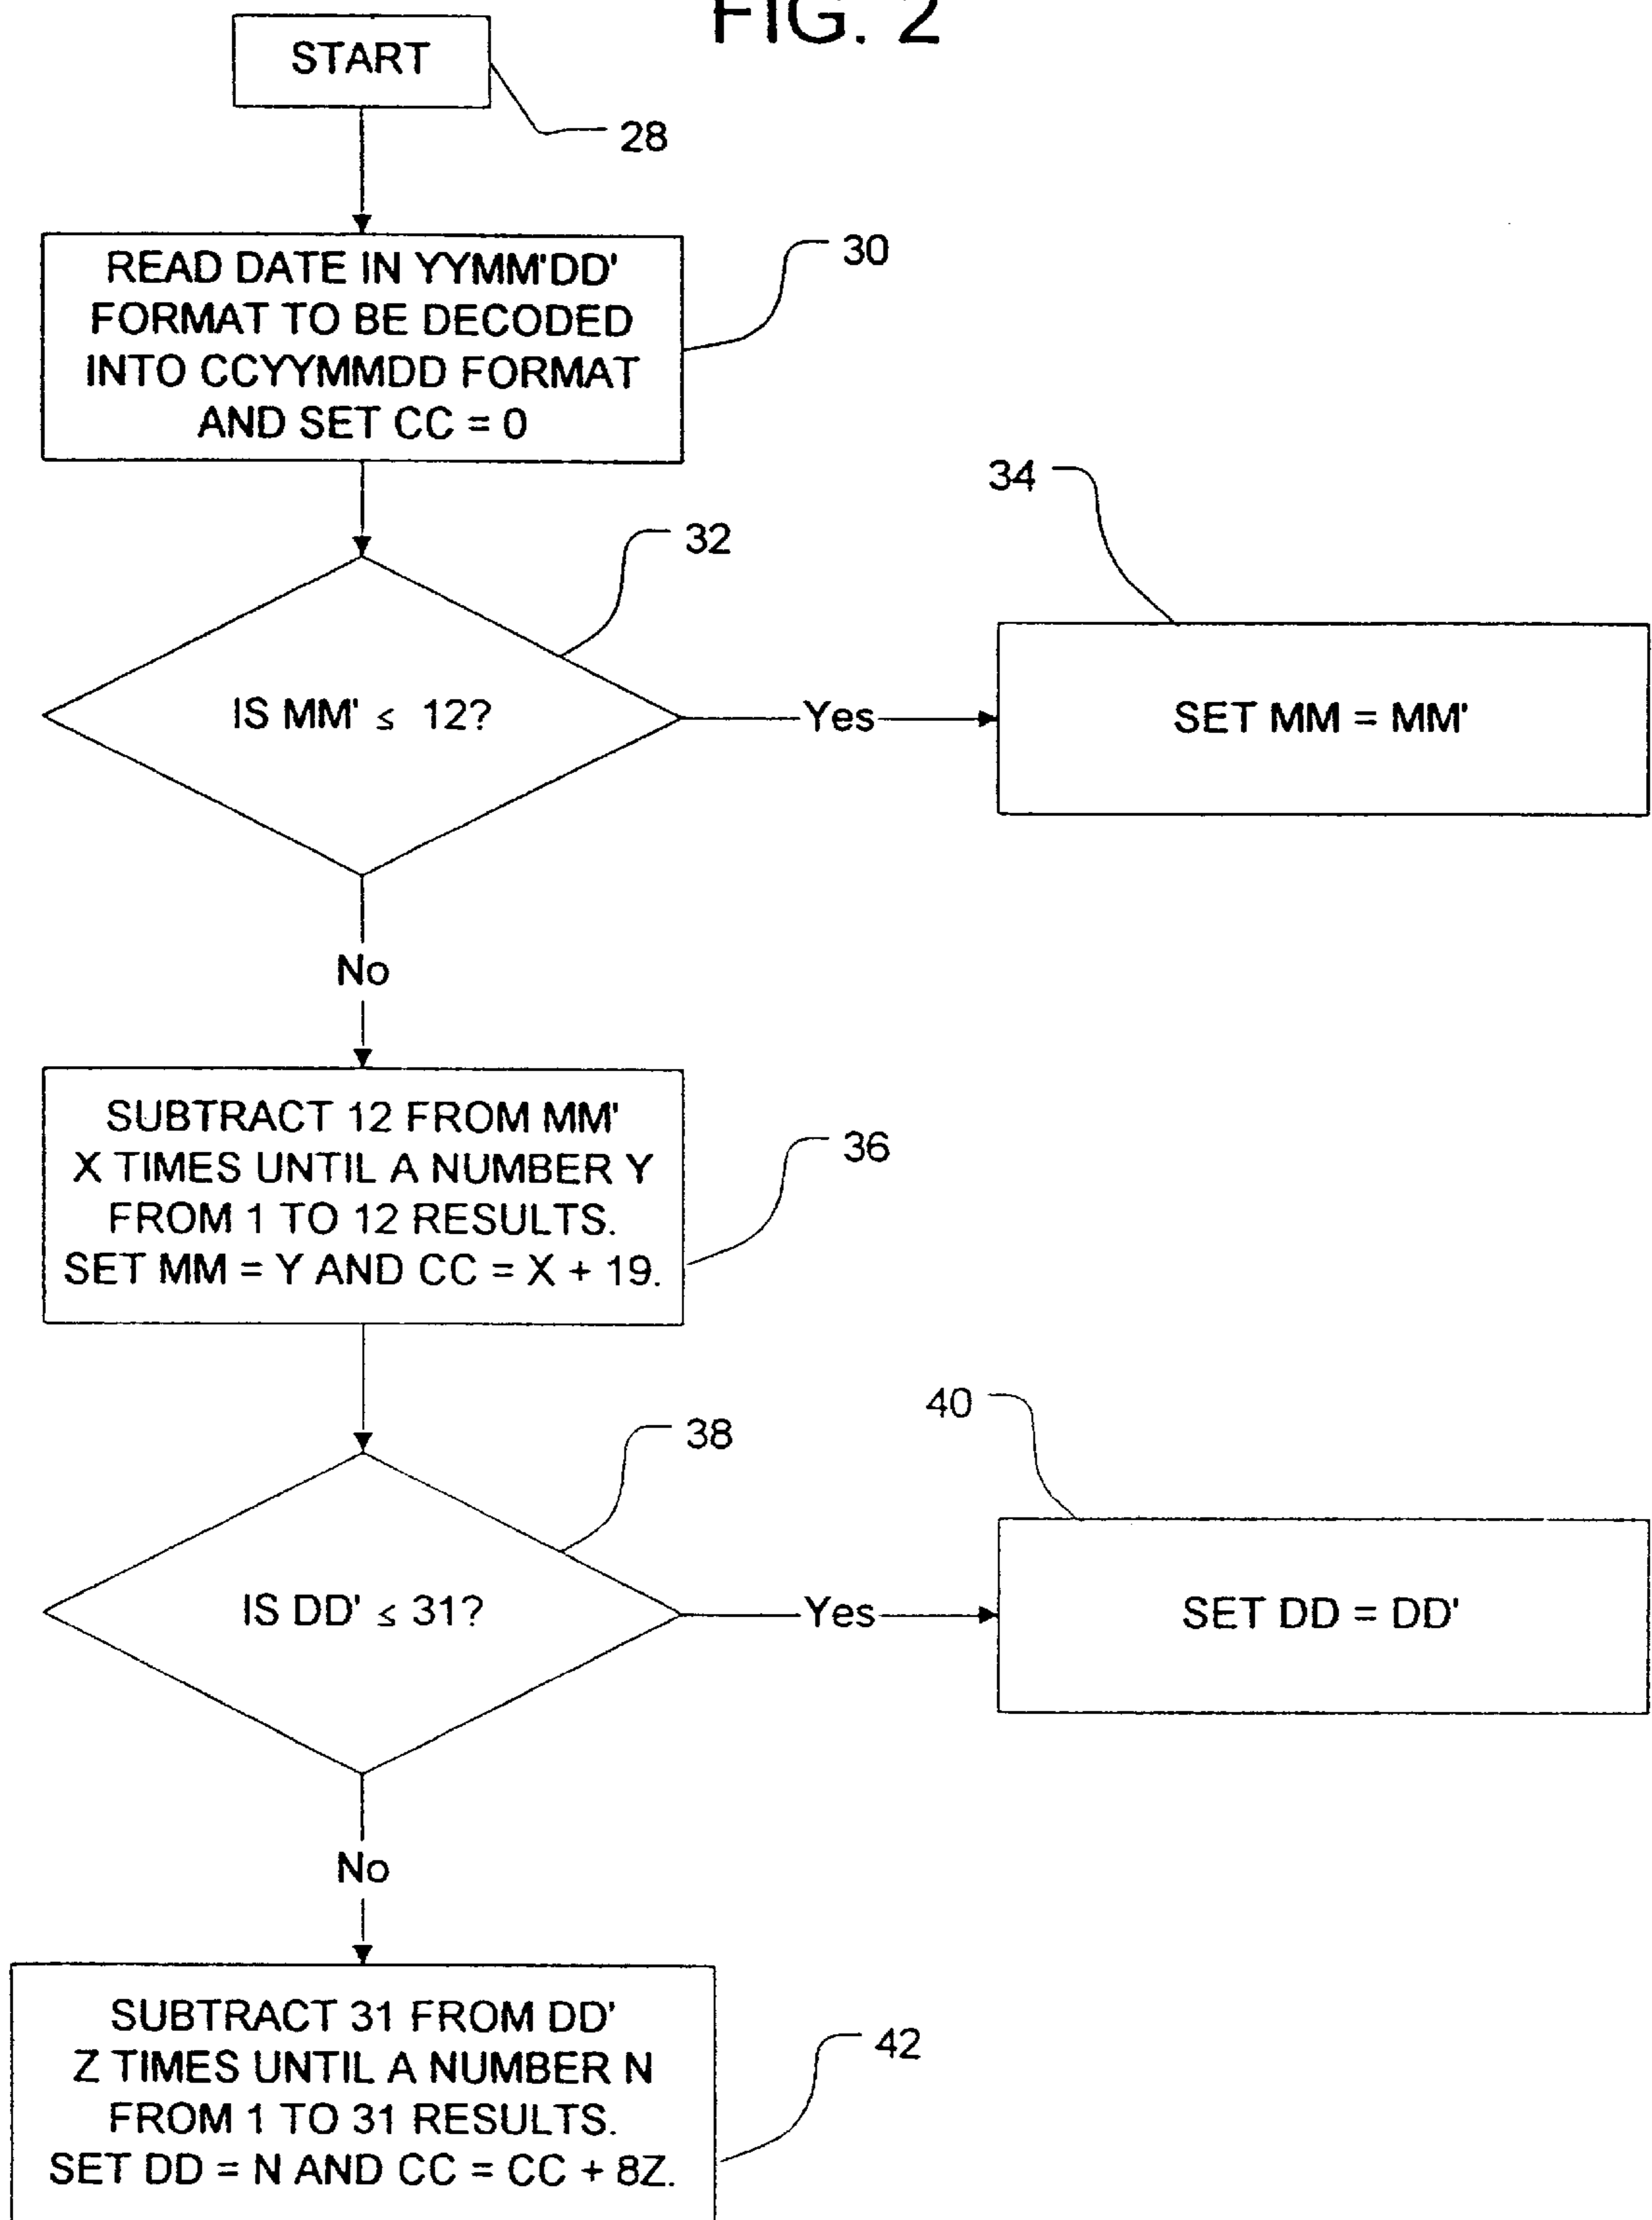 FIG. 2
START
28
READ DATE IN YYMM'DD'
FORMAT TO BE DECODED
INTO CCYYMMDD FORMAT
AND SET CC = 0
30
IS MM' ≤ 12?
32
Yes
34
SET MM = MM'
No
SUBTRACT 12 FROM MM'
X TIMES UNTIL A NUMBER Y
FROM 1 TO 12 RESULTS.
SET MM = Y AND CC = X + 19.
36
IS DD' ≤ 31?
38
Yes
40
SET DD = DD'
No
SUBTRACT 31 FROM DD'
Z TIMES UNTIL A NUMBER N
FROM 1 TO 31 RESULTS.
SET DD = N AND CC = CC + 8Z.
42